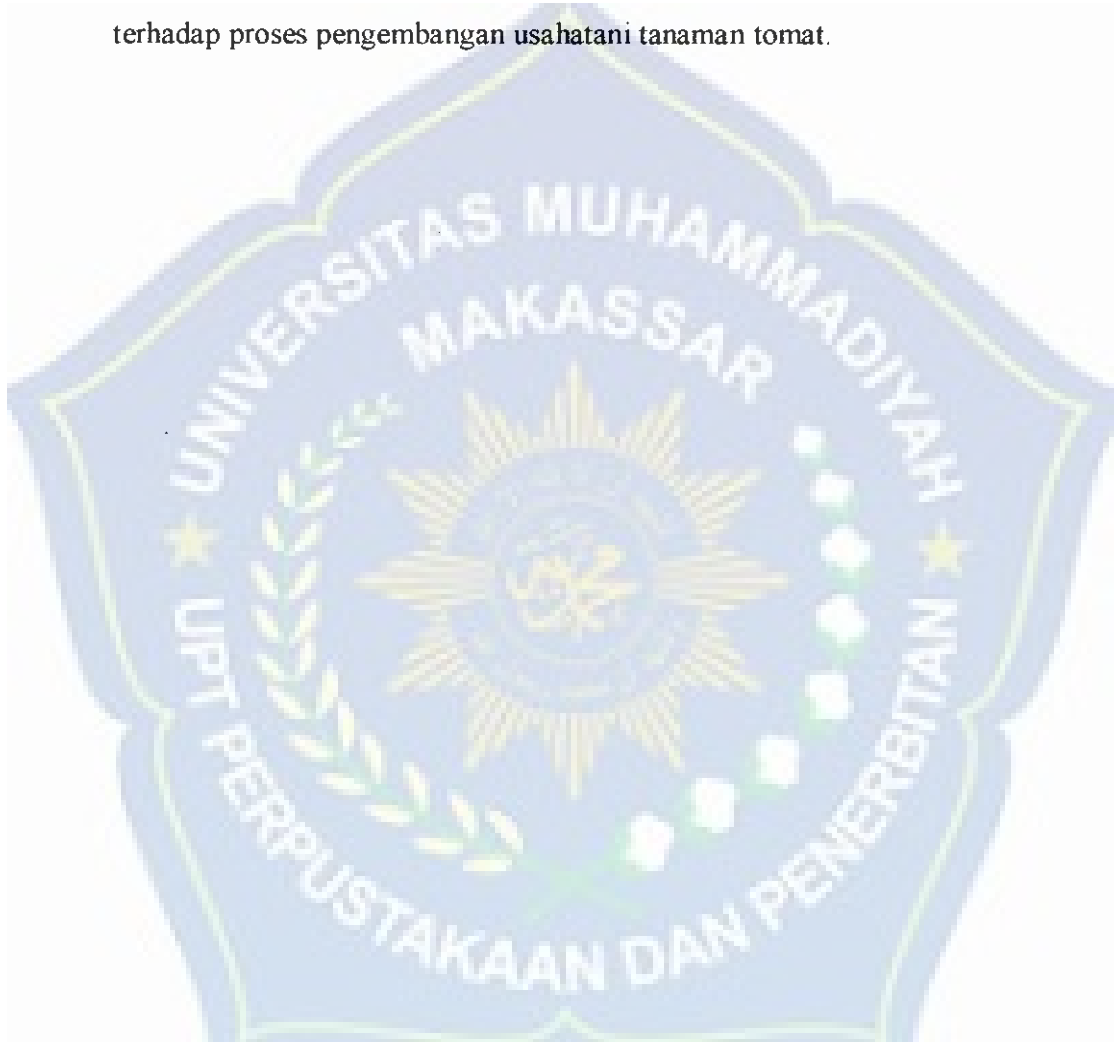 terhadap proses pengembangan usahatani tanaman tomat.
UNIVERSITAS MUHAMMADIYAH
MAKASSAR
UPT PERPUSTAKAAN DAN PENERBITAN